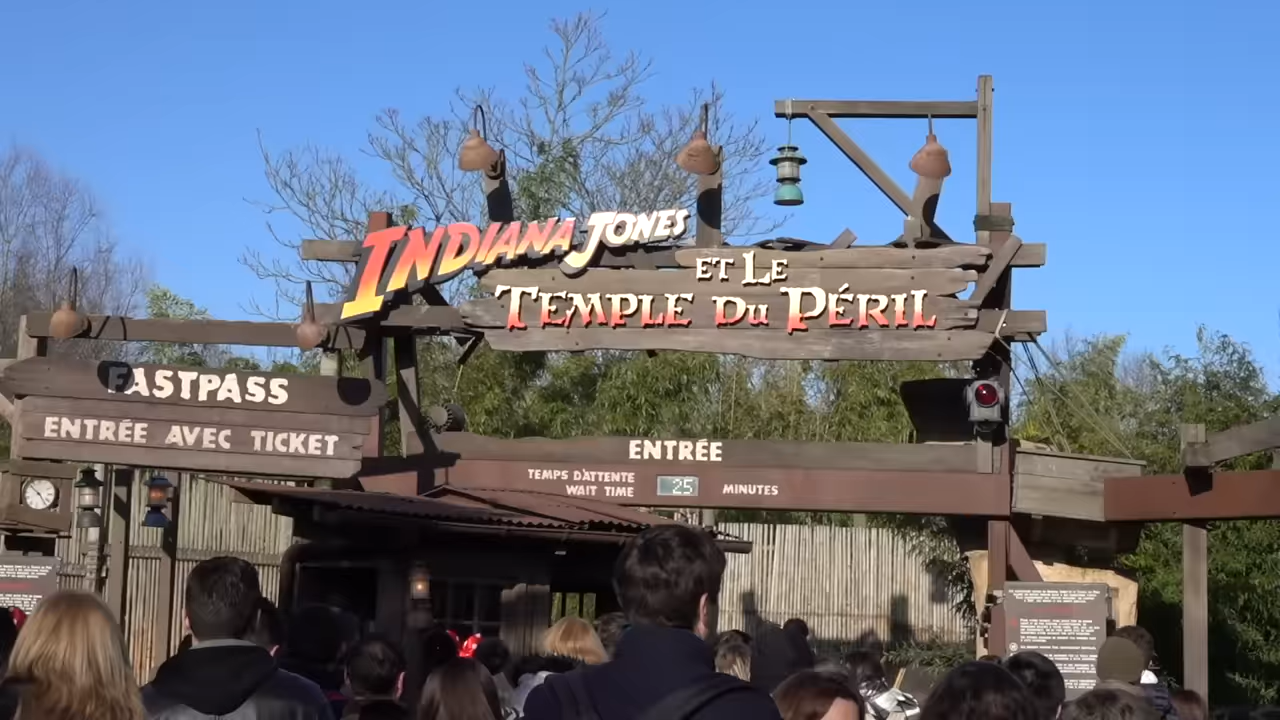 INDIANA JONES
ET LE
TEMPLE DU PÉRIL
FASTPASS
ENTRÉE AVEC TICKET
ENTRÉE
TEMPS D'ATTENTE
WAIT TIME 25 MINUTES